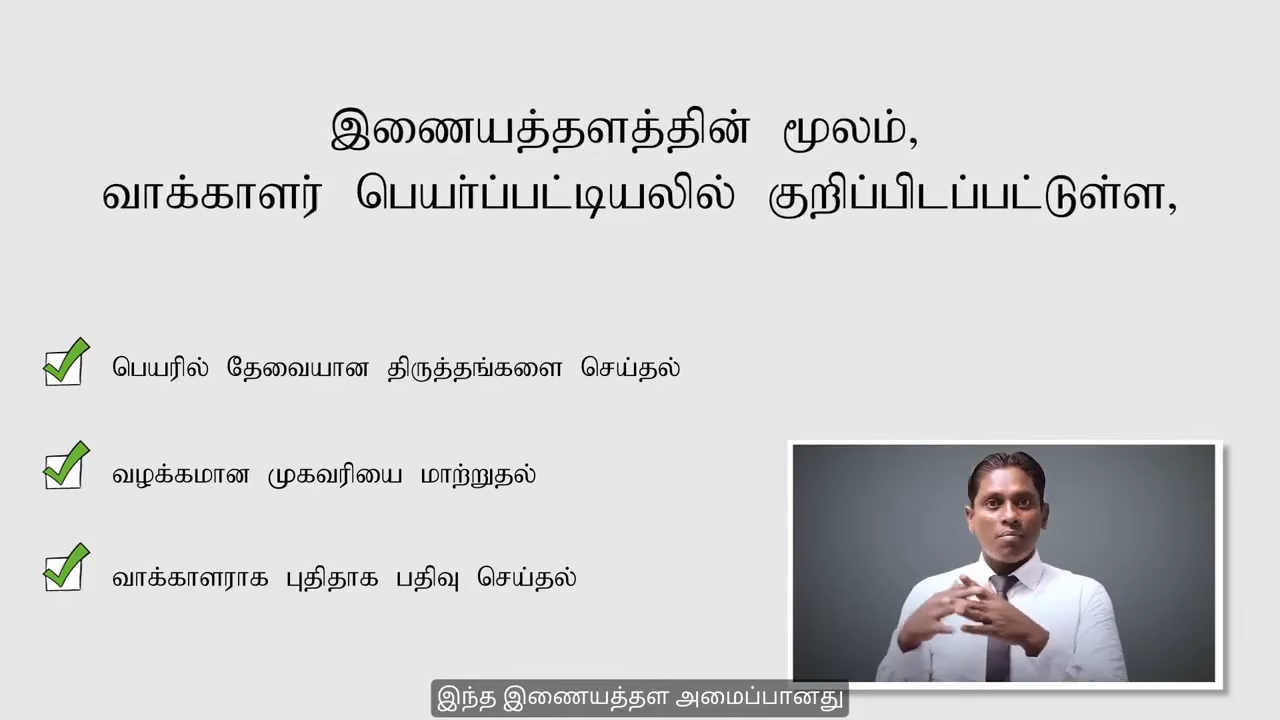 இணையத்தளத்தின் மூலம்,
வாக்காளர் பெயர்ப்பட்டியலில் குறிப்பிடப்பட்டுள்ள,
பெயரில் தேவையான திருத்தங்களை செய்தல்
வழக்கமான முகவரியை மாற்றுதல்
வாக்காளராக புதிதாக பதிவு செய்தல்
இந்த இணையத்தள அமைப்பானது